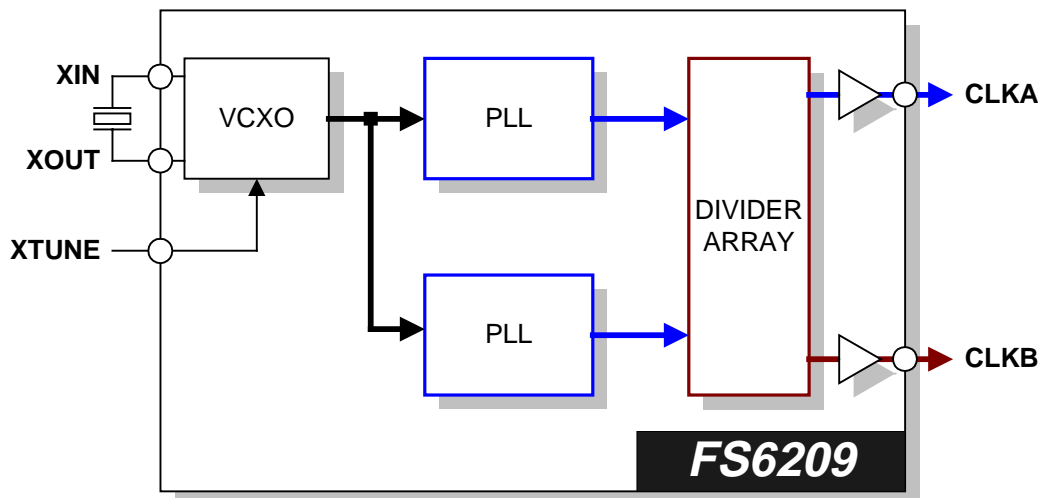 XIN
XOUT
XTUNE
VCXO
PLL
PLL
DIVIDER
ARRAY
CLKA
CLKB
FS6209